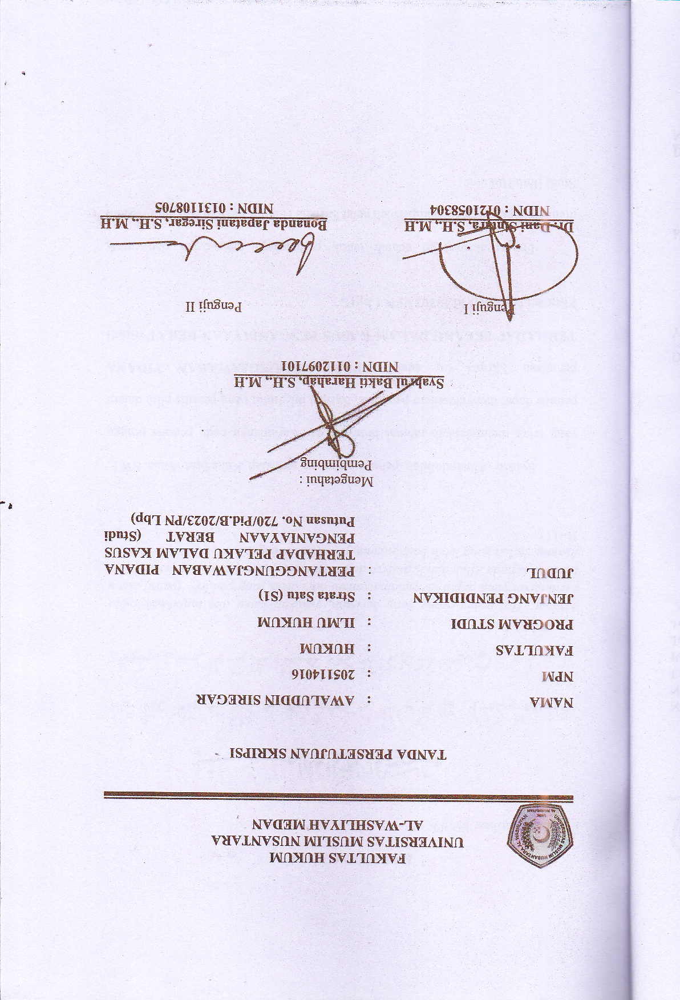 FAKULTAS HUKUM
UNIVERSITAS MUSLIM NUSANTARA
AL-WASHLIYAH MEDAN
TANDA PERSETUJUAN SKRIPSI
NAMA : AWALUDDIN SIREGAR
NPM : 205114016
FAKULTAS : HUKUM
PROGRAM STUDI : ILMU HUKUM
JENJANG PENDIDIKAN : Strata Satu (S1)
JUDUL : PERTANGGUNGJAWABAN PIDANA
TERHADAP PELAKU DALAM KASUS
PENGANIAYAAN BERAT (Studi
Putusan No. 720/Pid.B/2023/PN Lbp)
Mengetahui :
Pembimbing
Syahrul Bakti Harahap, S.H., M.H
NIDN : 0112097101
Penguji I Penguji II
Dr. Dani Sintara, S.H., M.H Bonanda Japatani Siregar, S.H., M.H
NIDN : 0121058304 NIDN : 0131108705